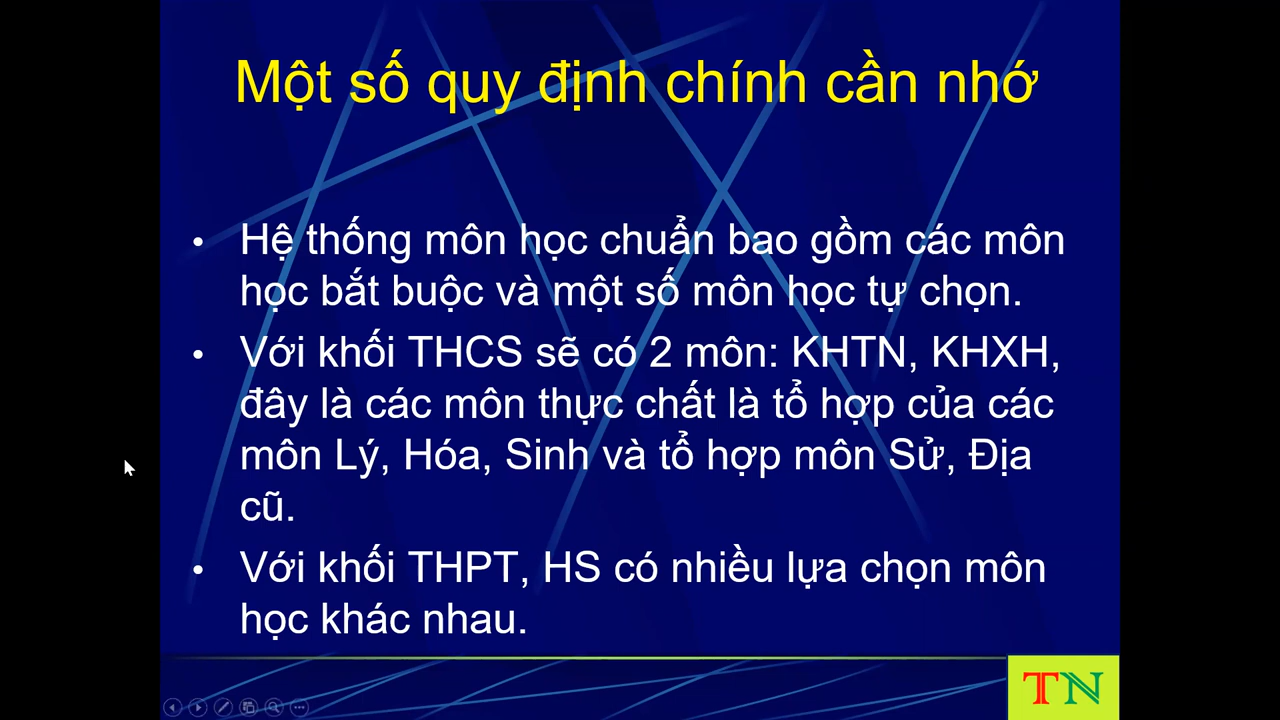 Một số quy định chính cần nhớ
• Hệ thống môn học chuẩn bao gồm các môn
học bắt buộc và một số môn học tự chọn.
• Với khối THCS sẽ có 2 môn: KHTN, KHXH,
đây là các môn thực chất là tổ hợp của các
môn Lý, Hóa, Sinh và tổ hợp môn Sử, Địa
cũ.
• Với khối THPT, HS có nhiều lựa chọn môn
học khác nhau.
TN